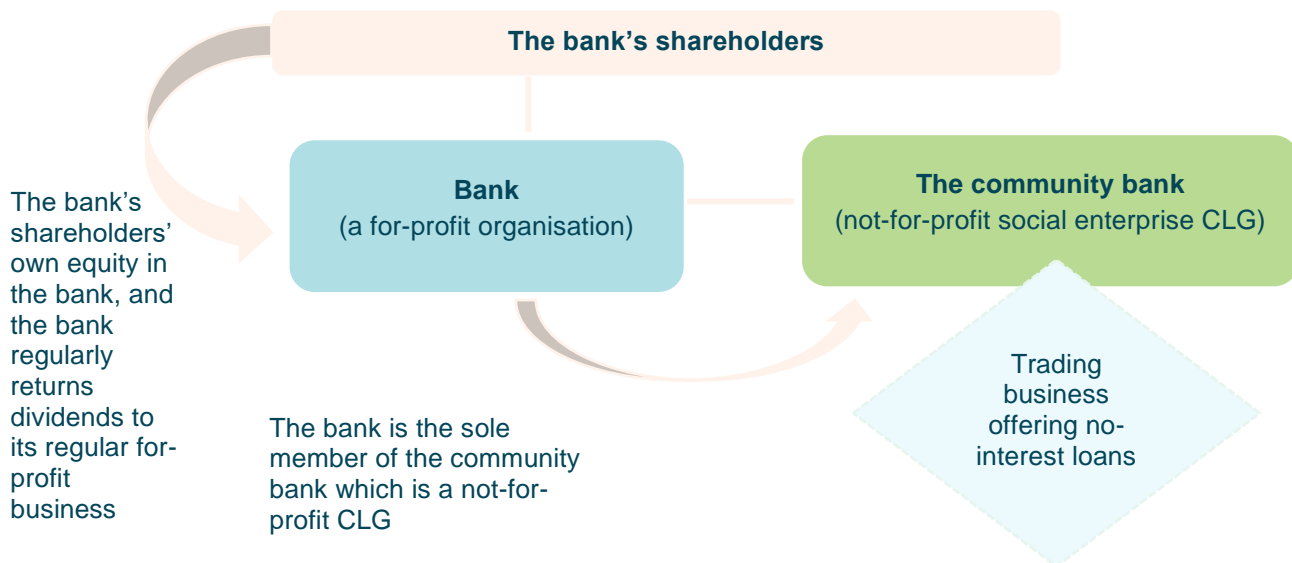 The bank’s shareholders
Bank
(a for-profit organisation)
The community bank
(not-for-profit social enterprise CLG)
The bank’s
shareholders’
own equity in
the bank, and
the bank
regularly
returns
dividends to
its regular for-
profit
business
The bank is the sole
member of the community
bank which is a not-for-
profit CLG
Trading
business
offering no-
interest loans